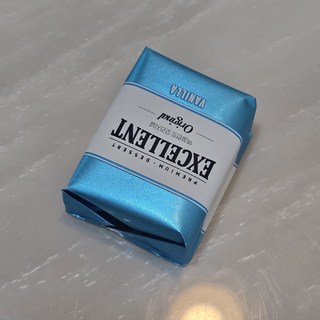 PREMIUM • DESSERT
EXCELLENT
Original
VANILLA